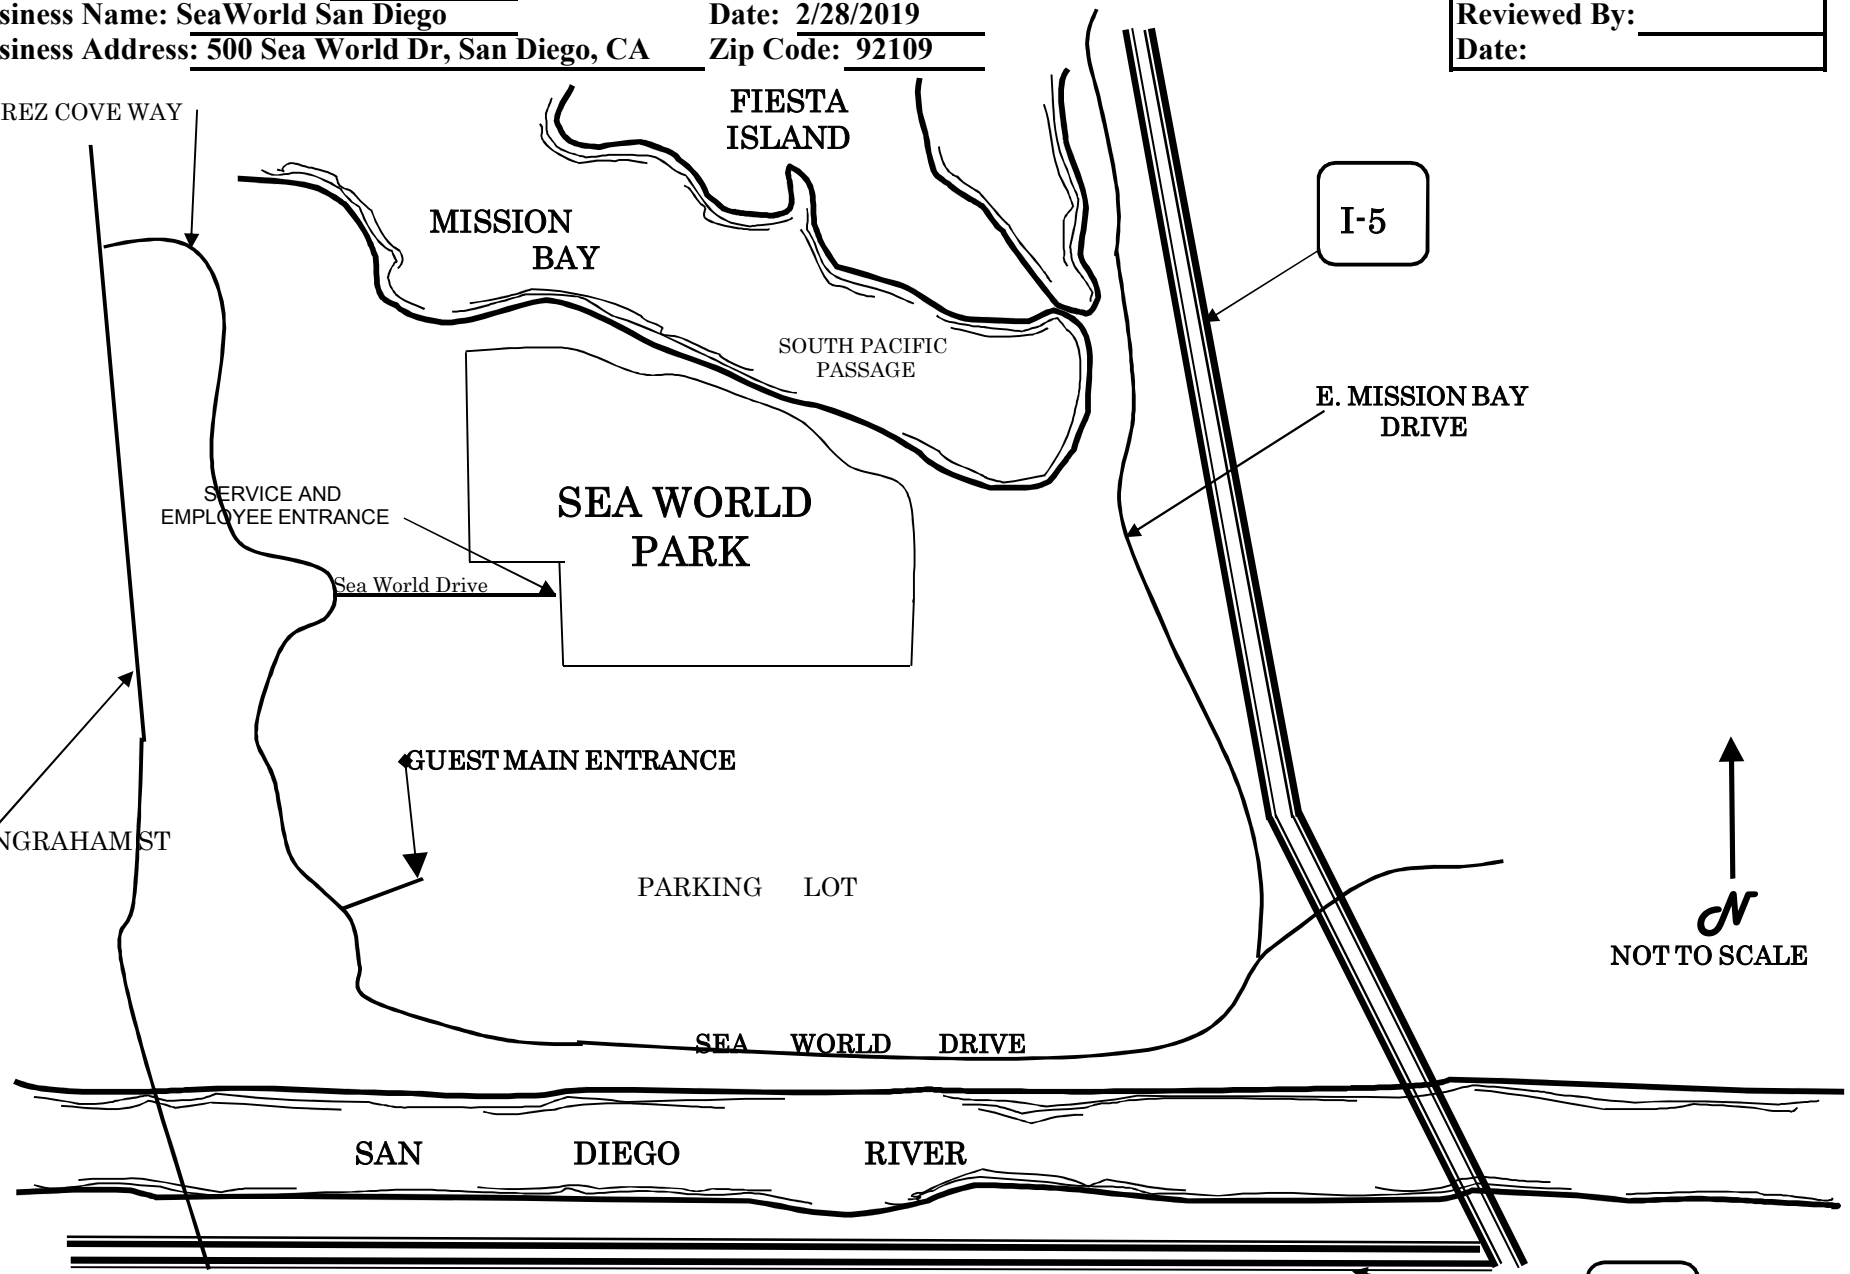 siness Name: SeaWorld San Diego Date: 2/28/2019 Reviewed By:
siness Address: 500 Sea World Dr, San Diego, CA Zip Code: 92109 Date:
REZ COVE WAY
FIESTA
ISLAND
MISSION
BAY
I-5
SOUTH PACIFIC
PASSAGE
E. MISSION BAY
DRIVE
SERVICE AND
EMPLOYEE ENTRANCE
SEA WORLD
PARK
Sea World Drive
GUEST MAIN ENTRANCE
NGRAHAM ST
PARKING LOT
N
NOT TO SCALE
SEA WORLD DRIVE
SAN DIEGO RIVER